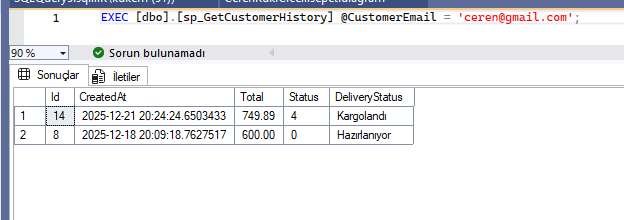 1 EXEC [dbo].[sp_GetCustomerHistory] @CustomerEmail = 'ceren@gmail.com';
90 % Sorun bulunamadı
Sonuçlar İletiler
Id CreatedAt Total Status DeliveryStatus
1 14 2025-12-21 20:24:24.6503433 749.89 4 Kargolandı
2 8 2025-12-18 20:09:18.7627517 600.00 0 Hazırlanıyor